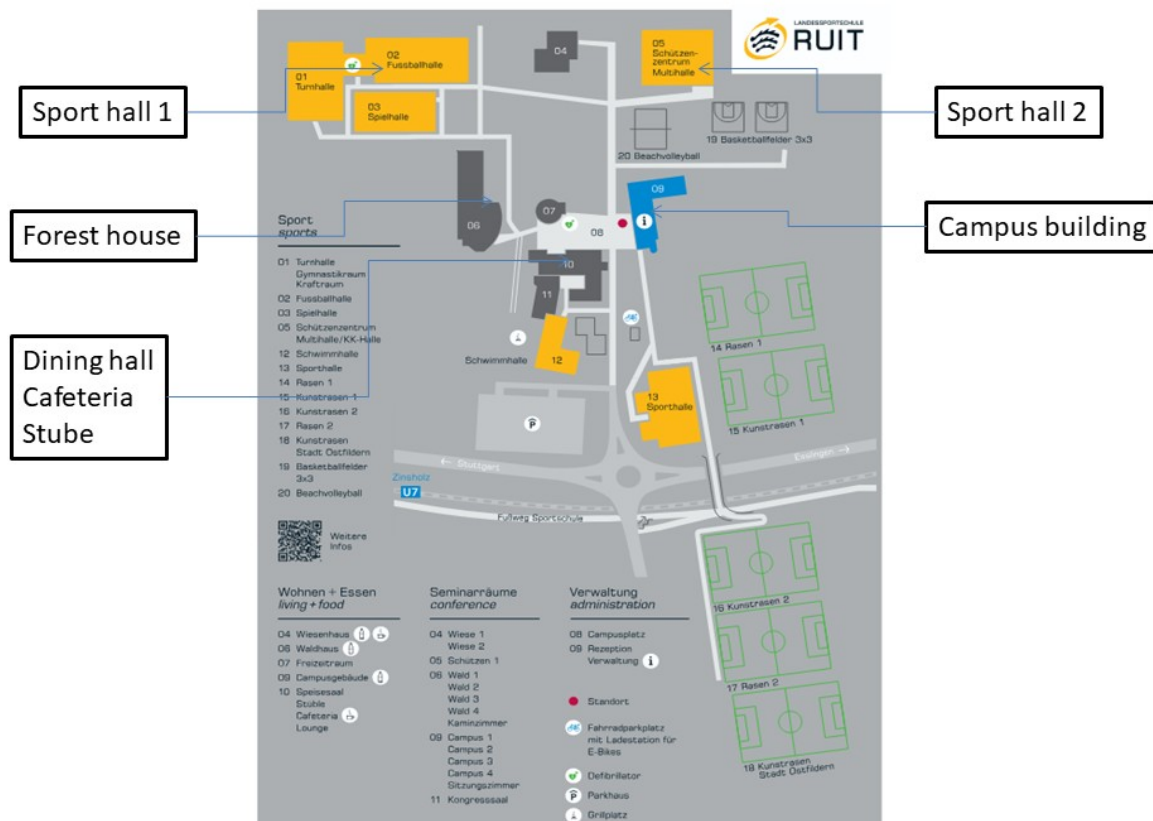 LANDESSPORTSCHULE
RUIT
Sport hall 1
Sport hall 2
Forest house
Campus building
Dining hall
Cafeteria
Stube
01
Turnhalle
02
Fussballhalle
03
Spielhalle
04
05
Schützen-
zentrum
Multihalle
19 Basketballfelder 3x3
20 Beachvolleyball
09
07
08
06
10
11
12
Schwimmhalle
13
Sporthalle
14 Rasen 1
15 Kunstrasen 1
← Stuttgart
Esslingen →
Zinsholz
U7
Fußweg Sportschule
16 Kunstrasen 2
17 Rasen 2
18 Kunstrasen
Stadt Ostfildern
Sport
sports
01 Turnhalle
Gymnastikraum
Kraftraum
02 Fussballhalle
03 Spielhalle
05 Schützenzentrum
Multihalle/KK-Halle
12 Schwimmhalle
13 Sporthalle
14 Rasen 1
15 Kunstrasen 1
16 Kunstrasen 2
17 Rasen 2
18 Kunstrasen
Stadt Ostfildern
19 Basketballfelder
3x3
20 Beachvolleyball
Weitere
Infos
Wohnen + Essen
living + food
04 Wiesenhaus
06 Waldhaus
07 Freizeitraum
09 Campusgebäude
10 Speisesaal
Stüble
Cafeteria
Lounge
Seminarräume
conference
04 Wiese 1
Wiese 2
05 Schützen 1
06 Wald 1
Wald 2
Wald 3
Wald 4
Kaminzimmer
09 Campus 1
Campus 2
Campus 3
Campus 4
Sitzungszimmer
11 Kongresssaal
Verwaltung
administration
08 Campusplatz
09 Rezeption
Verwaltung
Standort
Fahrradparkplatz
mit Ladestation für
E-Bikes
Defibrillator
Parkhaus
Grillplatz